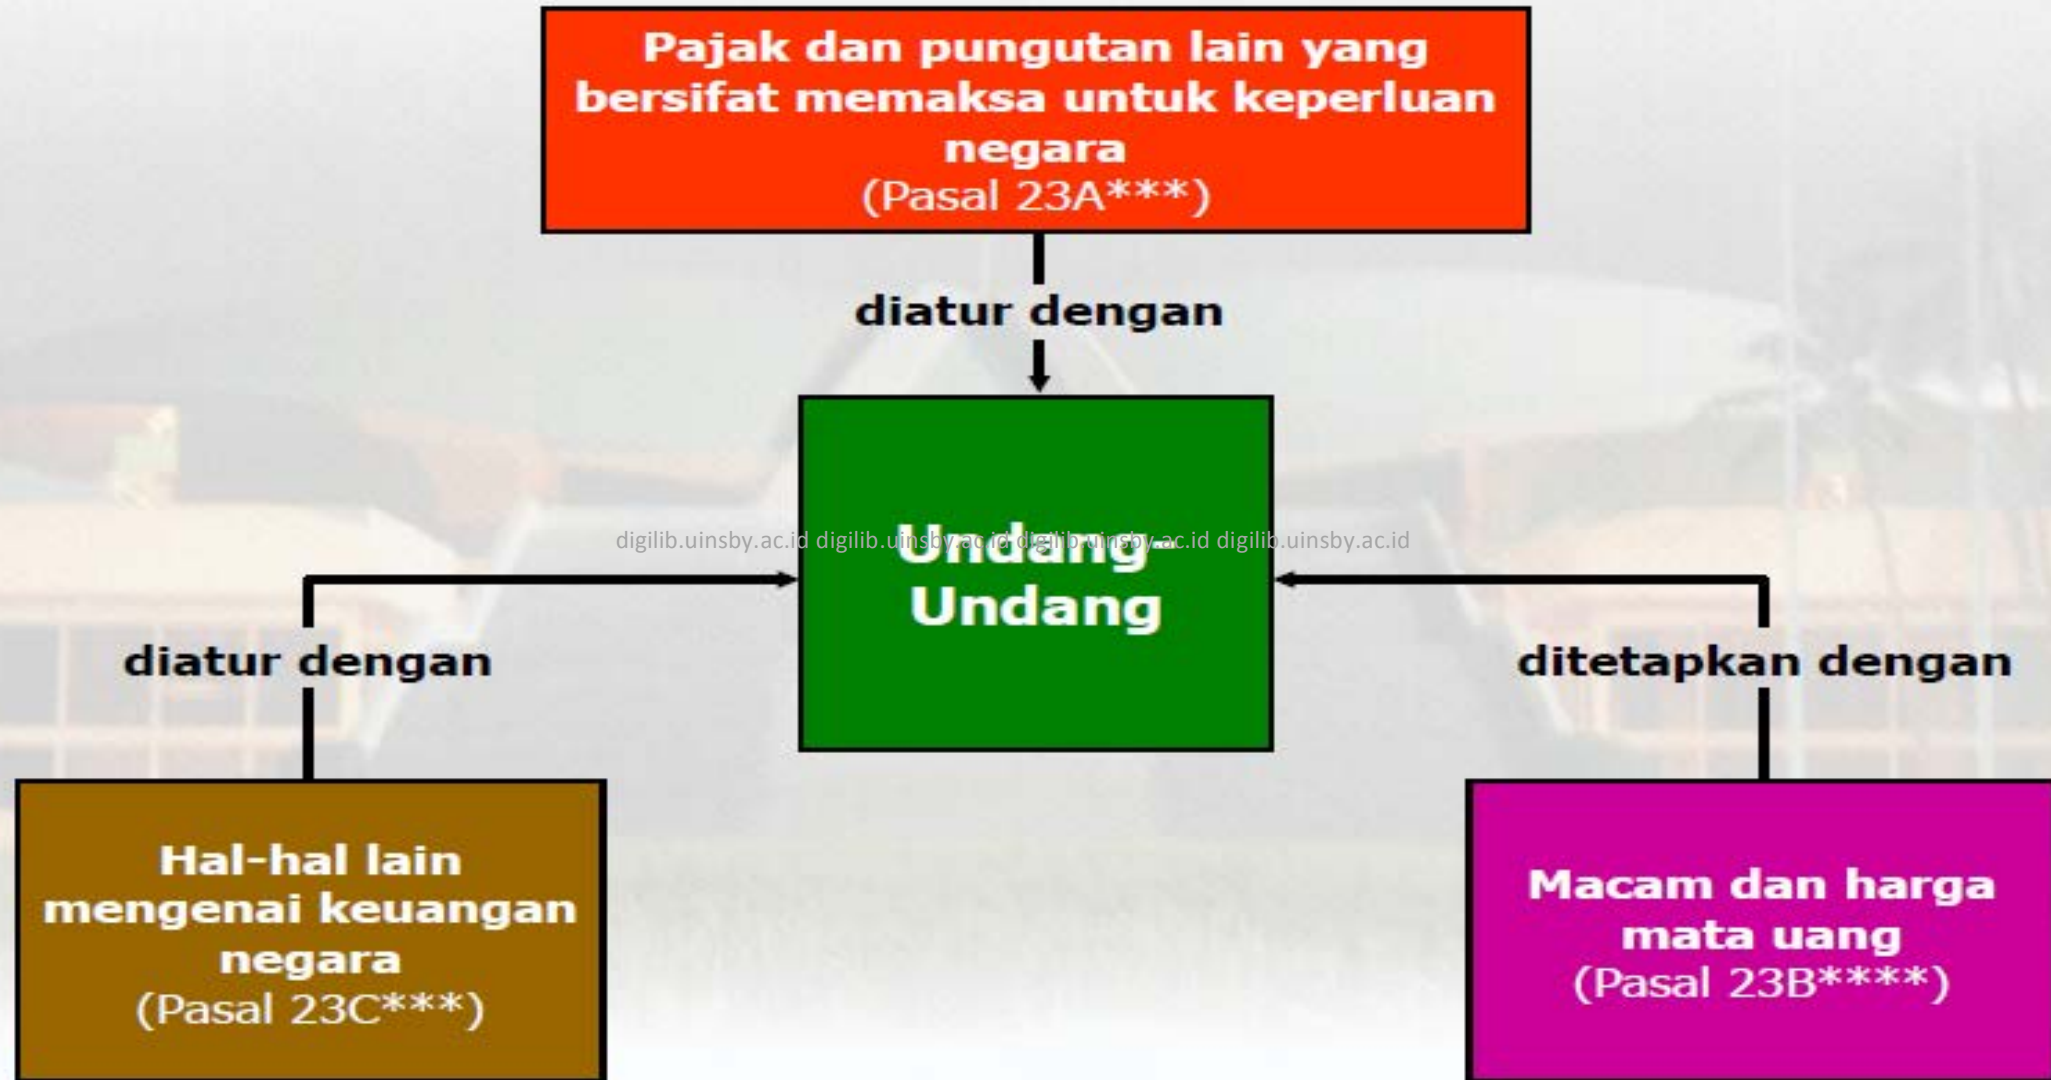 Pajak dan pungutan lain yang
bersifat memaksa untuk keperluan
negara
(Pasal 23A***)
diatur dengan
digilib.uinsby.ac.id digilib.uinsby.ac.id digilib.uinsby.ac.id digilib.uinsby.ac.id
Undang-
Undang
diatur dengan
ditetapkan dengan
Hal-hal lain
mengenai keuangan
negara
(Pasal 23C***)
Macam dan harga
mata uang
(Pasal 23B****)